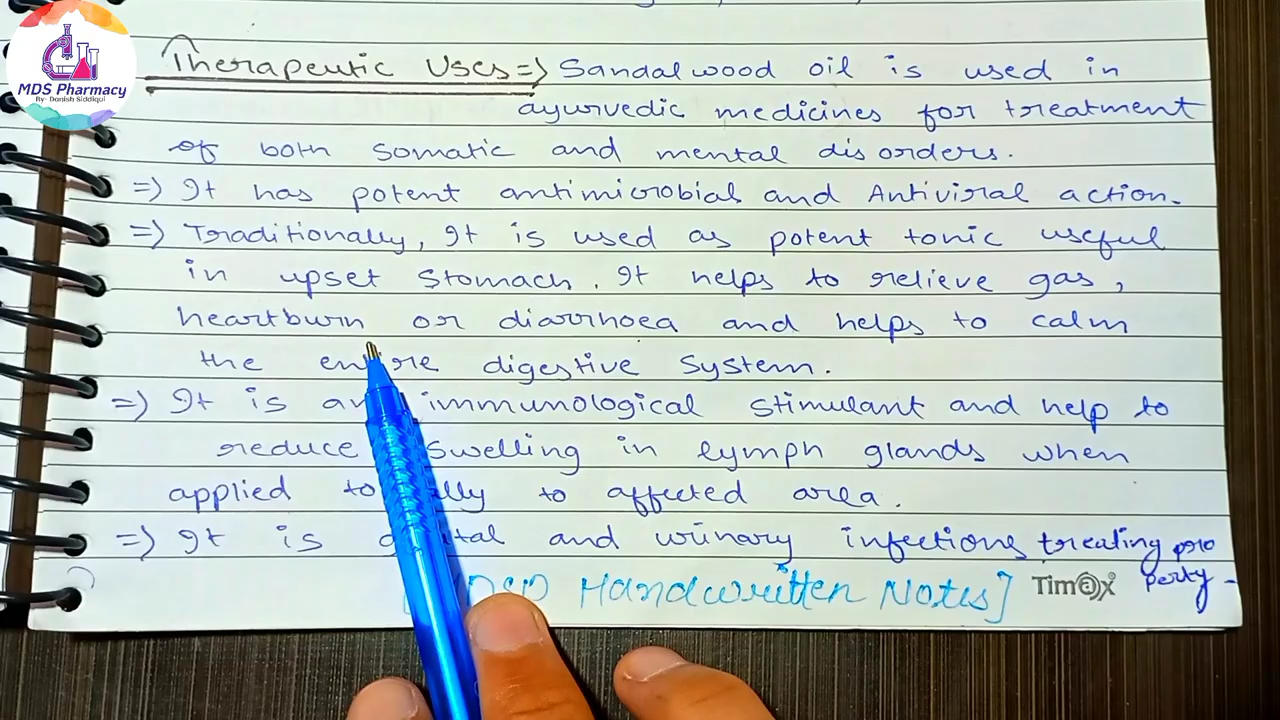 MDS Pharmacy
By- Danish Siddiqui
Therapeutic Uses => Sandalwood oil is used in
ayurvedic medicines for treatment
of both somatic and mental disorders.
=> It has potent antimicrobial and Antiviral action.
=> Traditionally, It is used as potent tonic useful
in upset stomach. It helps to relieve gas,
heartburn or diarrhoea and helps to calm
the digestive system.
=> It is immunological stimulant and help to
reduce swelling in lymph glands when
applied to affected area.
=> It is and urinary infections treating pro
perty -
Handwritten Notes]
Timex